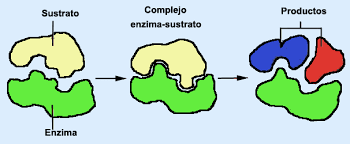 Sustrato
Complejo
enzima-sustrato
Productos
Enzima